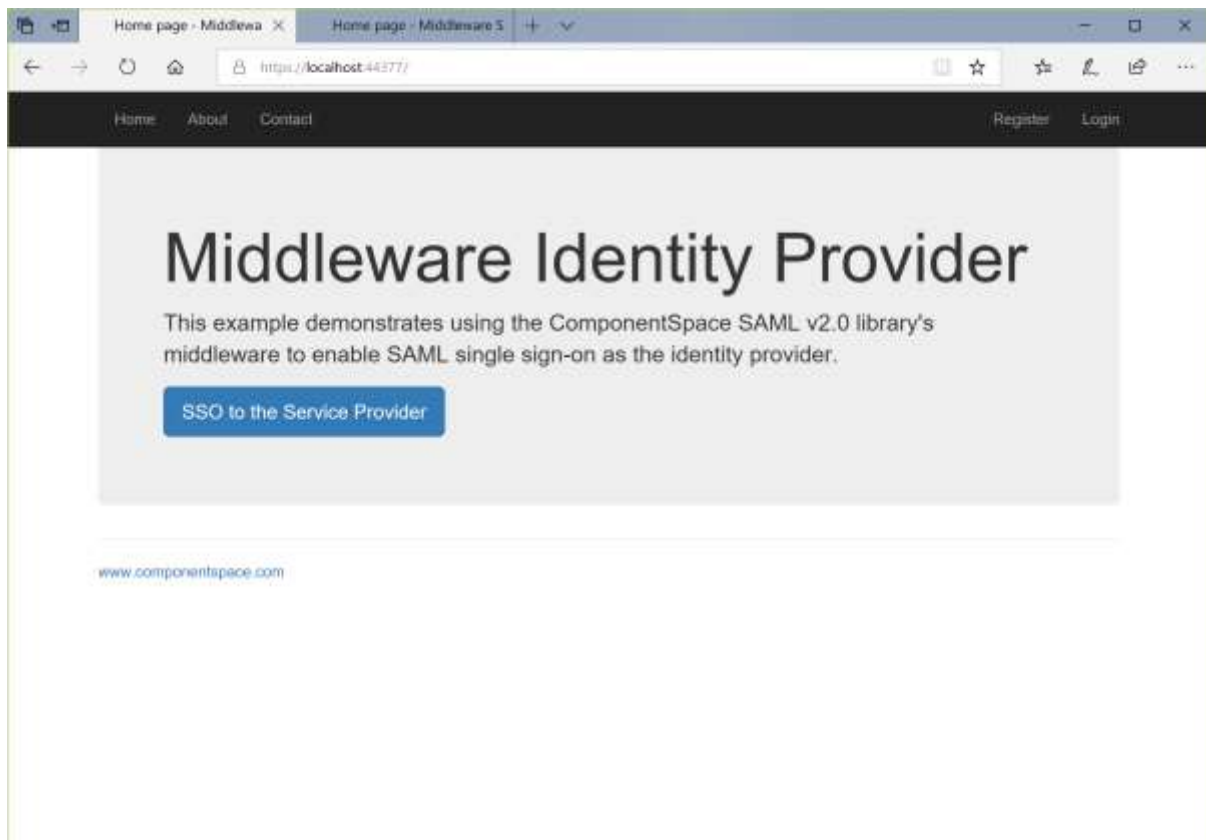 Home page - Middlewa
Home page - Middleware S
https://localhost:44377/
Home About Contact Register Login
Middleware Identity Provider
This example demonstrates using the ComponentSpace SAML v2.0 library's
middleware to enable SAML single sign-on as the identity provider.
SSO to the Service Provider
www.componentspace.com